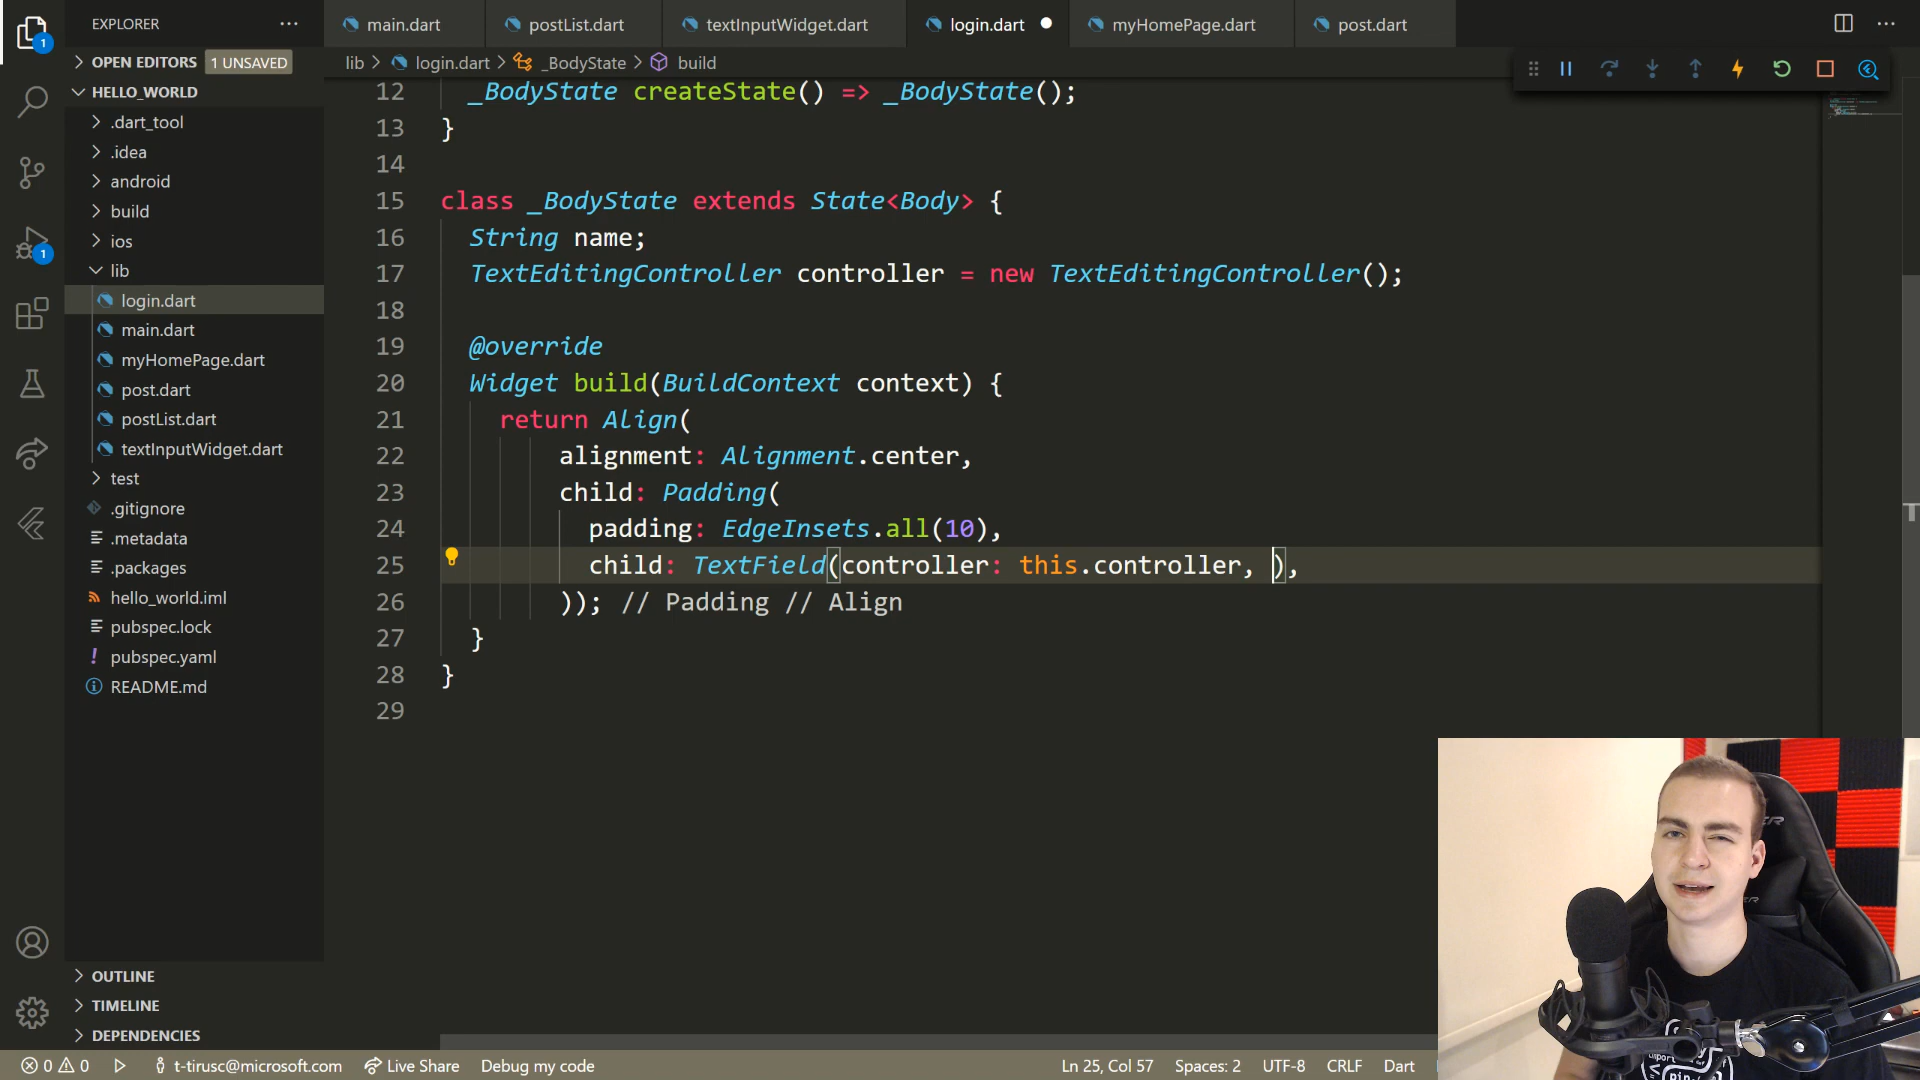 EXPLORER
main.dart
postList.dart
textInputWidget.dart
login.dart
myHomePage.dart
post.dart
OPEN EDITORS 1 UNSAVED
lib > login.dart > _BodyState > build
HELLO_WORLD
.dart_tool
.idea
android
build
ios
lib
login.dart
main.dart
myHomePage.dart
post.dart
postList.dart
textInputWidget.dart
test
.gitignore
.metadata
.packages
hello_world.iml
pubspec.lock
pubspec.yaml
README.md
OUTLINE
TIMELINE
DEPENDENCIES
12 _BodyState createState() => _BodyState();
13 }
14
15 class _BodyState extends State<Body> {
16 String name;
17 TextEditingController controller = new TextEditingController();
18
19 @override
20 Widget build(BuildContext context) {
21 return Align(
22 alignment: Alignment.center,
23 child: Padding(
24 padding: EdgeInsets.all(10),
25 child: TextField(controller: this.controller, ),
26 )); // Padding // Align
27 }
28 }
29
0 0 t-tirusc@microsoft.com Live Share Debug my code Ln 25, Col 57 Spaces: 2 UTF-8 CRLF Dart